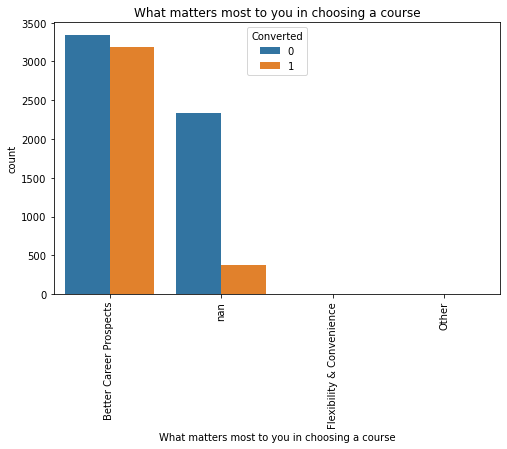 What matters most to you in choosing a course
Converted
0
1
3500
3000
2500
2000
1500
1000
500
0
count
Better Career Prospects
nan
Flexibility & Convenience
Other
What matters most to you in choosing a course